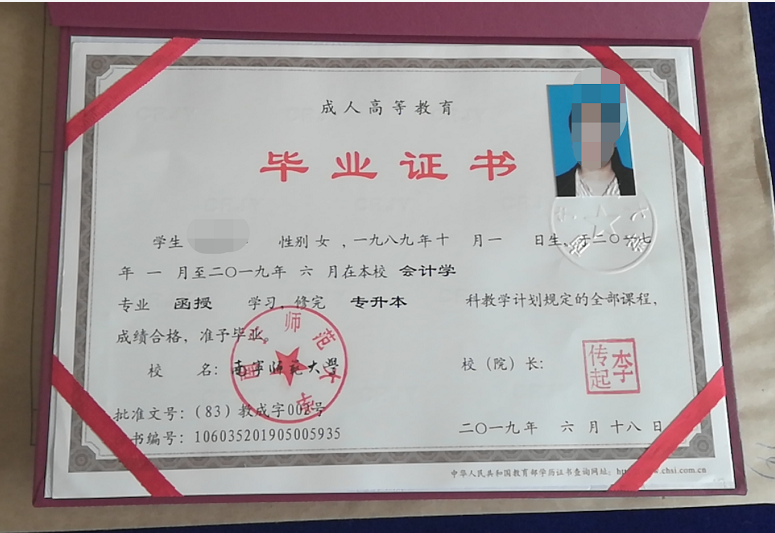 成人高等教育
毕业证书
学生 性别 女 ，一九八九年十 月一 日生，于二〇一七
年 一 月至二〇一九年 六 月在本校 会计学
专业 函授 学习，修完 专升本 科教学计划规定的全部课程，
成绩合格，准予毕业。
校 名：南宁师范大学 校（院）长： 李传起
批准文号：（83）教成字002号
书编号：106035201905005935 二〇一九年 六 月 十八 日
中华人民共和国教育部学历证书查询网址：.chsi.com.cn